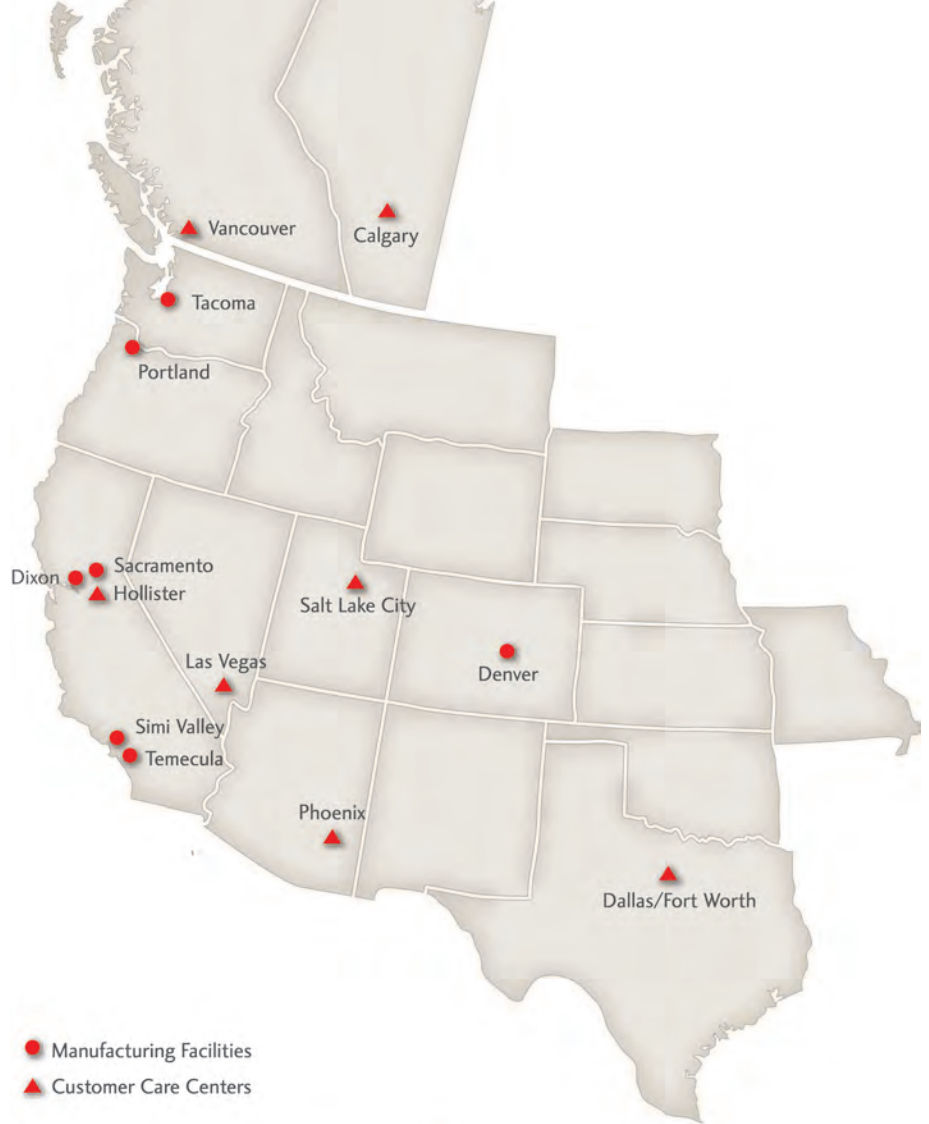 Vancouver
Calgary
Tacoma
Portland
Sacramento
Dixon
Hollister
Salt Lake City
Las Vegas
Denver
Simi Valley
Temecula
Phoenix
Dallas/Fort Worth
Manufacturing Facilities
Customer Care Centers